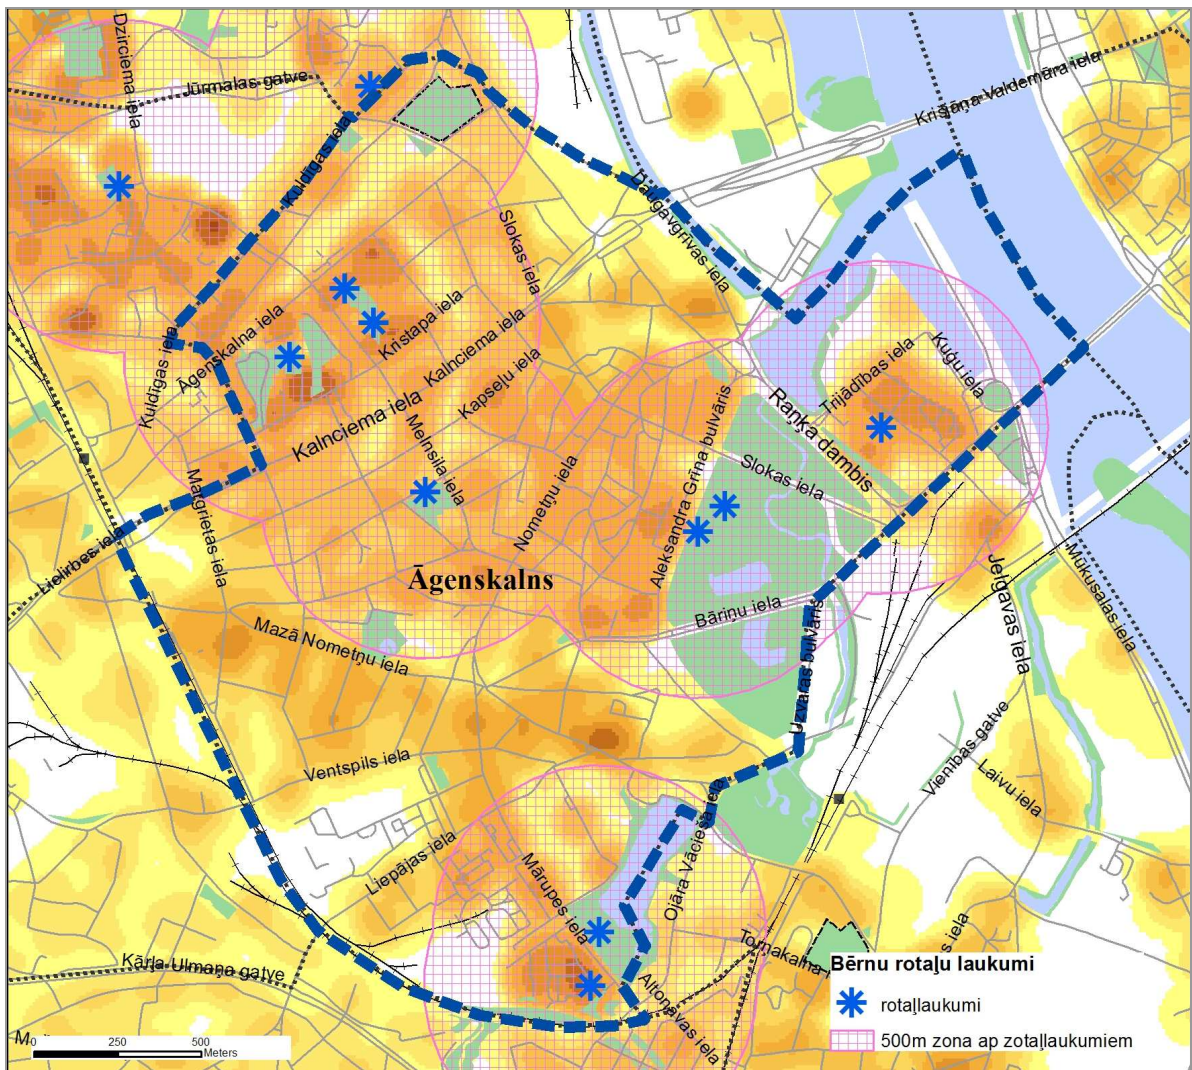 Dzirciema iela
Jūrmalas gatve
Krišjāņa Valdemāra iela
Kuldīgas iela
Daugavgrīvas iela
Slokas iela
Kristapa iela
Āgenskalna iela
Kuldīgas iela
Kalnciema iela
Kapseļu iela
Kalnciema iela
Melnsila iela
Trijādības iela
Kuģu iela
Raņķa dambis
Slokas iela
Aleksandra Grīna bulvāris
Nometņu iela
Margrietas iela
Lielirbes iela
Āgenskalns
Bāriņu iela
Uzvaras bulvāris
Jelgavas iela
Mūkusalas iela
Mazā Nometņu iela
Ventspils iela
Vienības gatve
Laivu iela
Liepājas iela
Mārupes iela
Ojāra Vācieša iela
Kārļa Ulmaņa gatve
Altonavas iela
Torņakalna
s iela
Bērnu rotaļu laukumi
rotaļlaukumi
500m zona ap zotaļlaukumiem
0 250 500
Meters